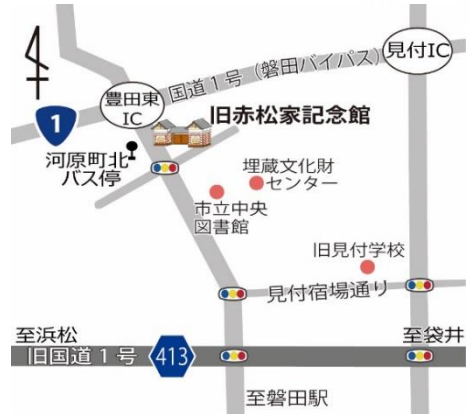 見付IC
国道1号（磐田バイパス）
豊田東
IC
1
旧赤松家記念館
河原町北
バス停
埋蔵文化財
センター
市立中央
図書館
旧見付学校
見付宿場通り
至浜松
至袋井
旧国道1号
413
至磐田駅